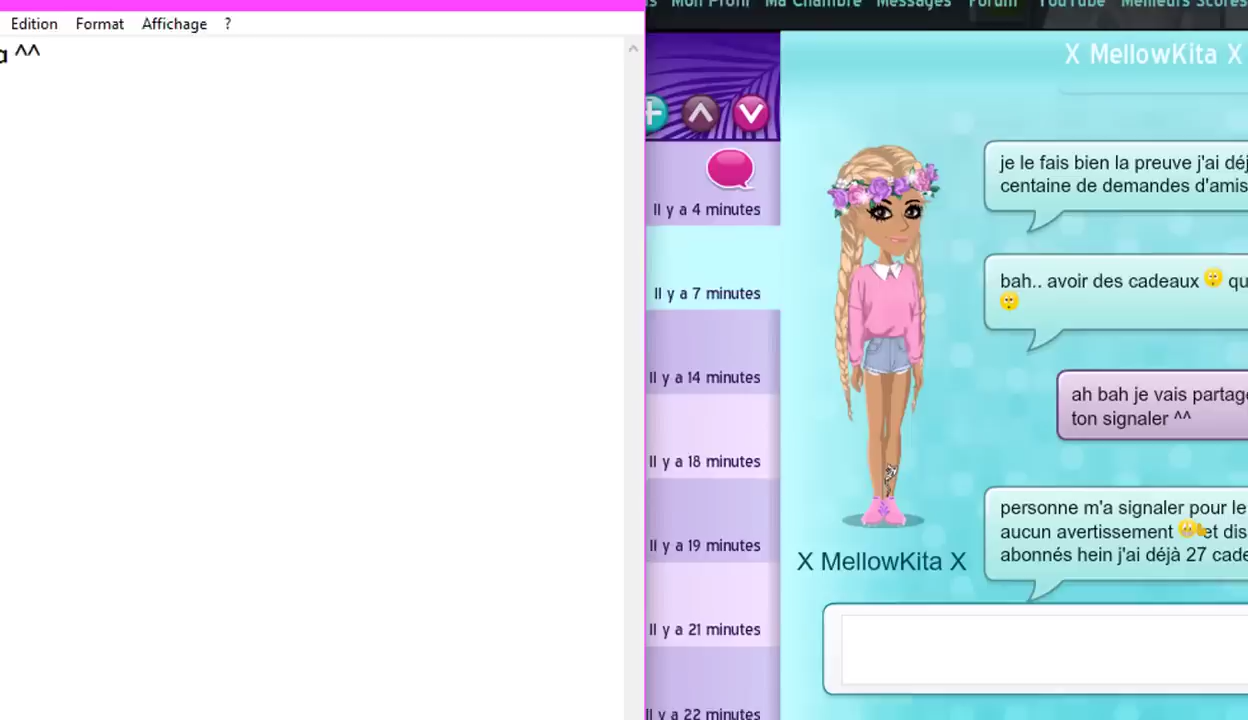 Edition Format Affichage ?
^^
Mon Profil Ma Chambre Messages Forum YouTube Meilleurs Scores
X MellowKita X
Il y a 4 minutes
Il y a 7 minutes
Il y a 14 minutes
Il y a 18 minutes
Il y a 19 minutes
Il y a 21 minutes
Il y a 22 minutes
je le fais bien la preuve j'ai déj
centaine de demandes d'amis
bah.. avoir des cadeaux qu
ah bah je vais partage
ton signaler ^^
personne m'a signaler pour le
aucun avertissement et dis
abonnés hein j'ai déjà 27 cade
X MellowKita X